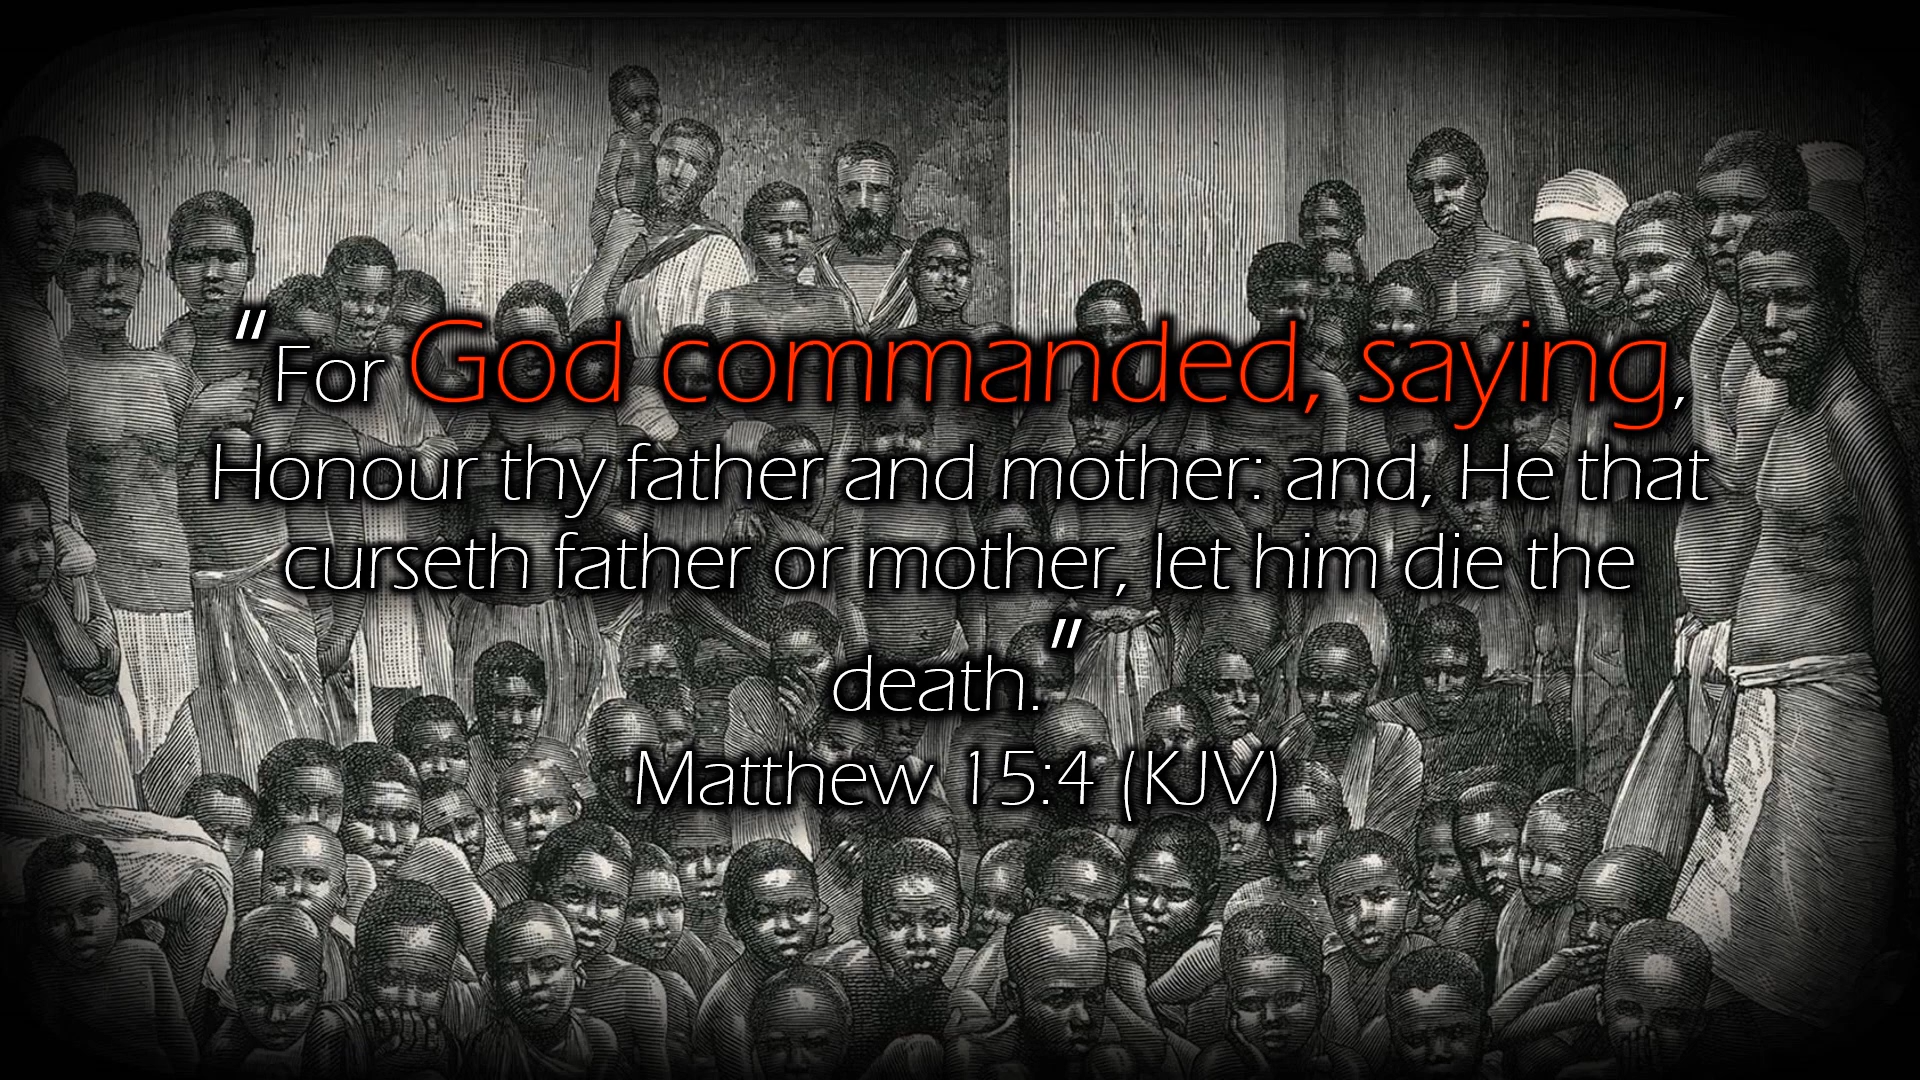 "For God commanded, saying,
Honour thy father and mother: and, He that
curseth father or mother, let him die the
death."
Matthew 15:4 (KJV)